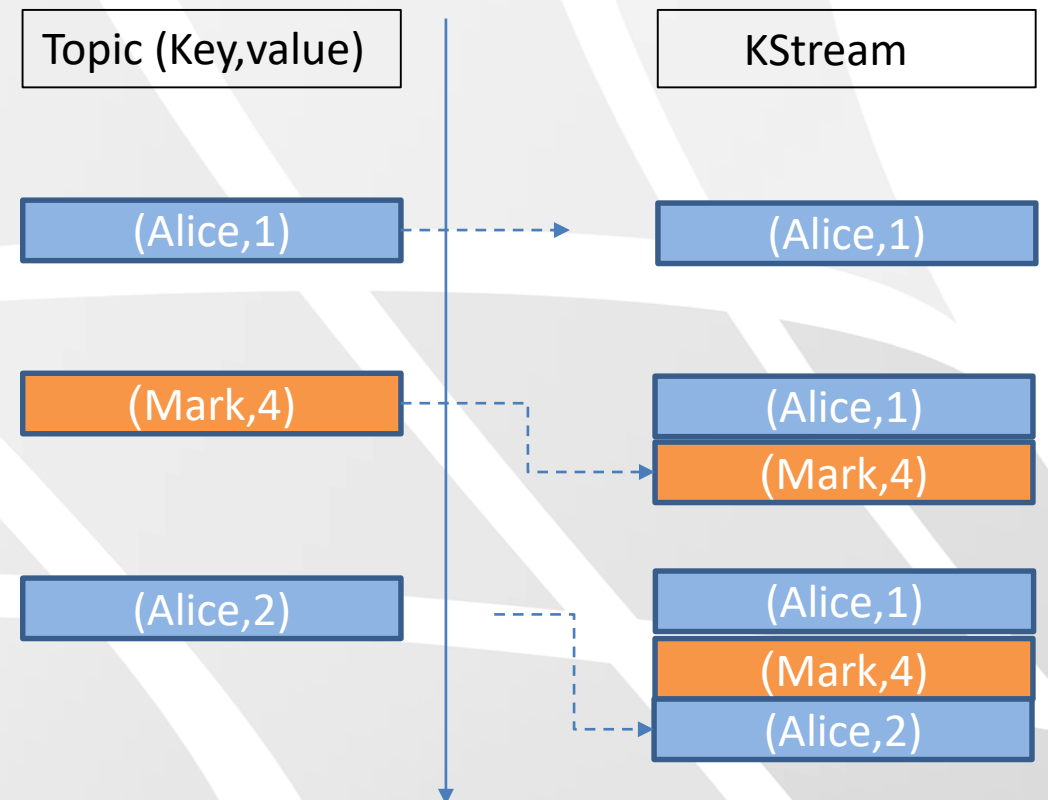 Topic (Key,value)
KStream
(Alice,1)
(Alice,1)
(Mark,4)
(Alice,1)
(Mark,4)
(Alice,2)
(Alice,1)
(Mark,4)
(Alice,2)